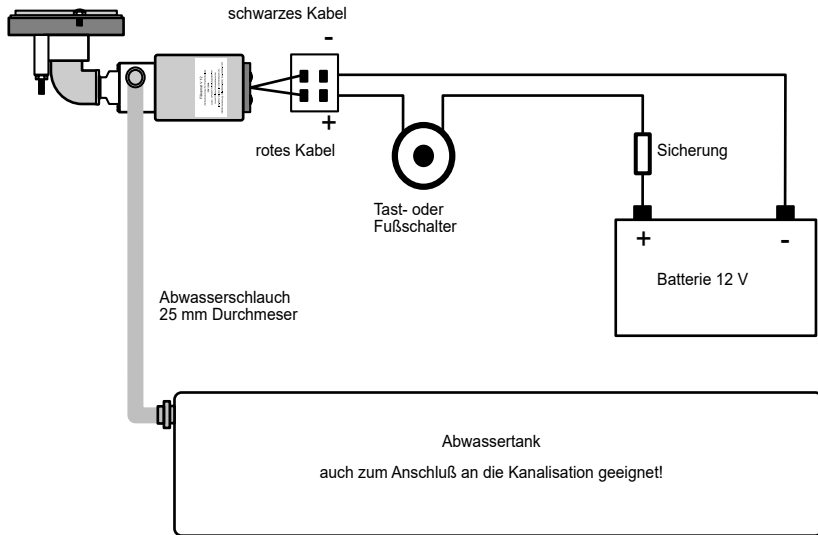 schwarzes Kabel
-
+
rotes Kabel
Tast- oder
Fußschalter
Sicherung
+ -
Batterie 12 V
Abwasserschlauch
25 mm Durchmeser
Abwassertank
auch zum Anschluß an die Kanalisation geeignet!